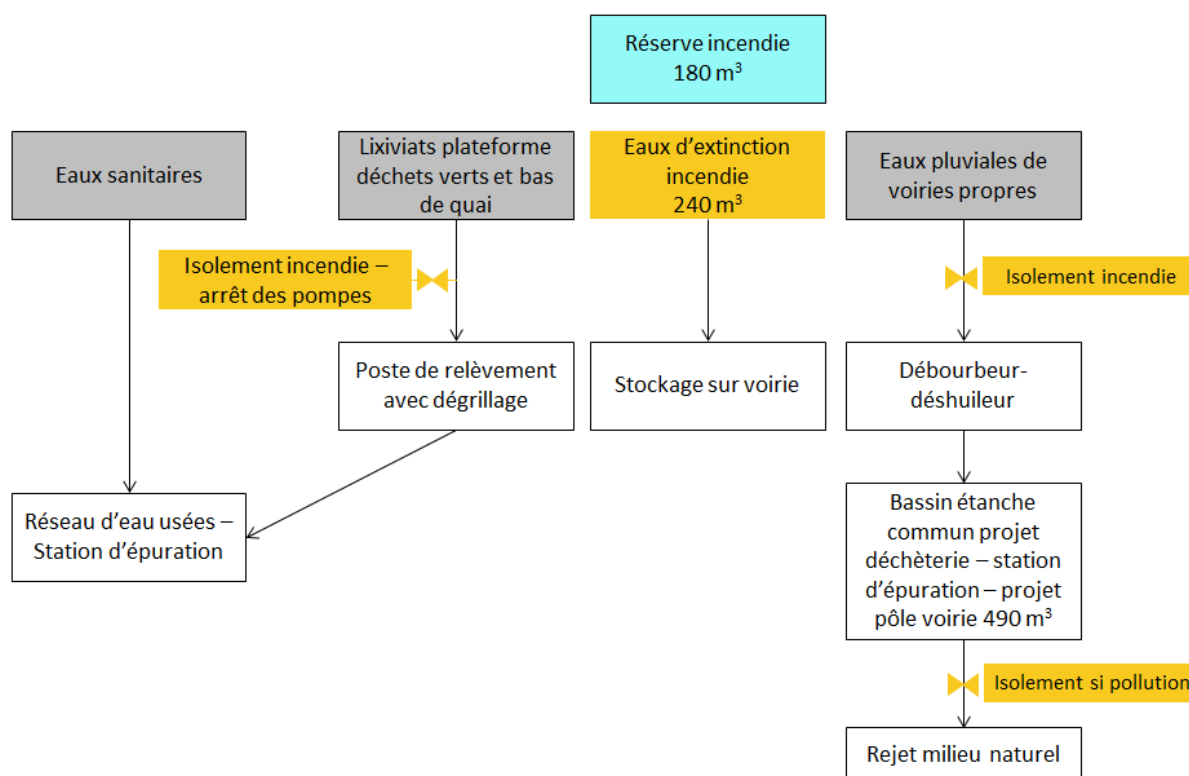 Réserve incendie
180 m³
Eaux sanitaires
Lixiviats plateforme
déchets verts et bas
de quai
Eaux d’extinction
incendie
240 m³
Eaux pluviales de
voiries propres
Isolement incendie –
arrêt des pompes
Isolement incendie
Poste de relèvement
avec dégrillage
Stockage sur voirie
Débourbeur-
déshuileur
Réseau d’eau usées –
Station d’épuration
Bassin étanche
commun projet
déchèterie – station
d’épuration – projet
pôle voirie 490 m³
Isolement si pollution
Rejet milieu naturel